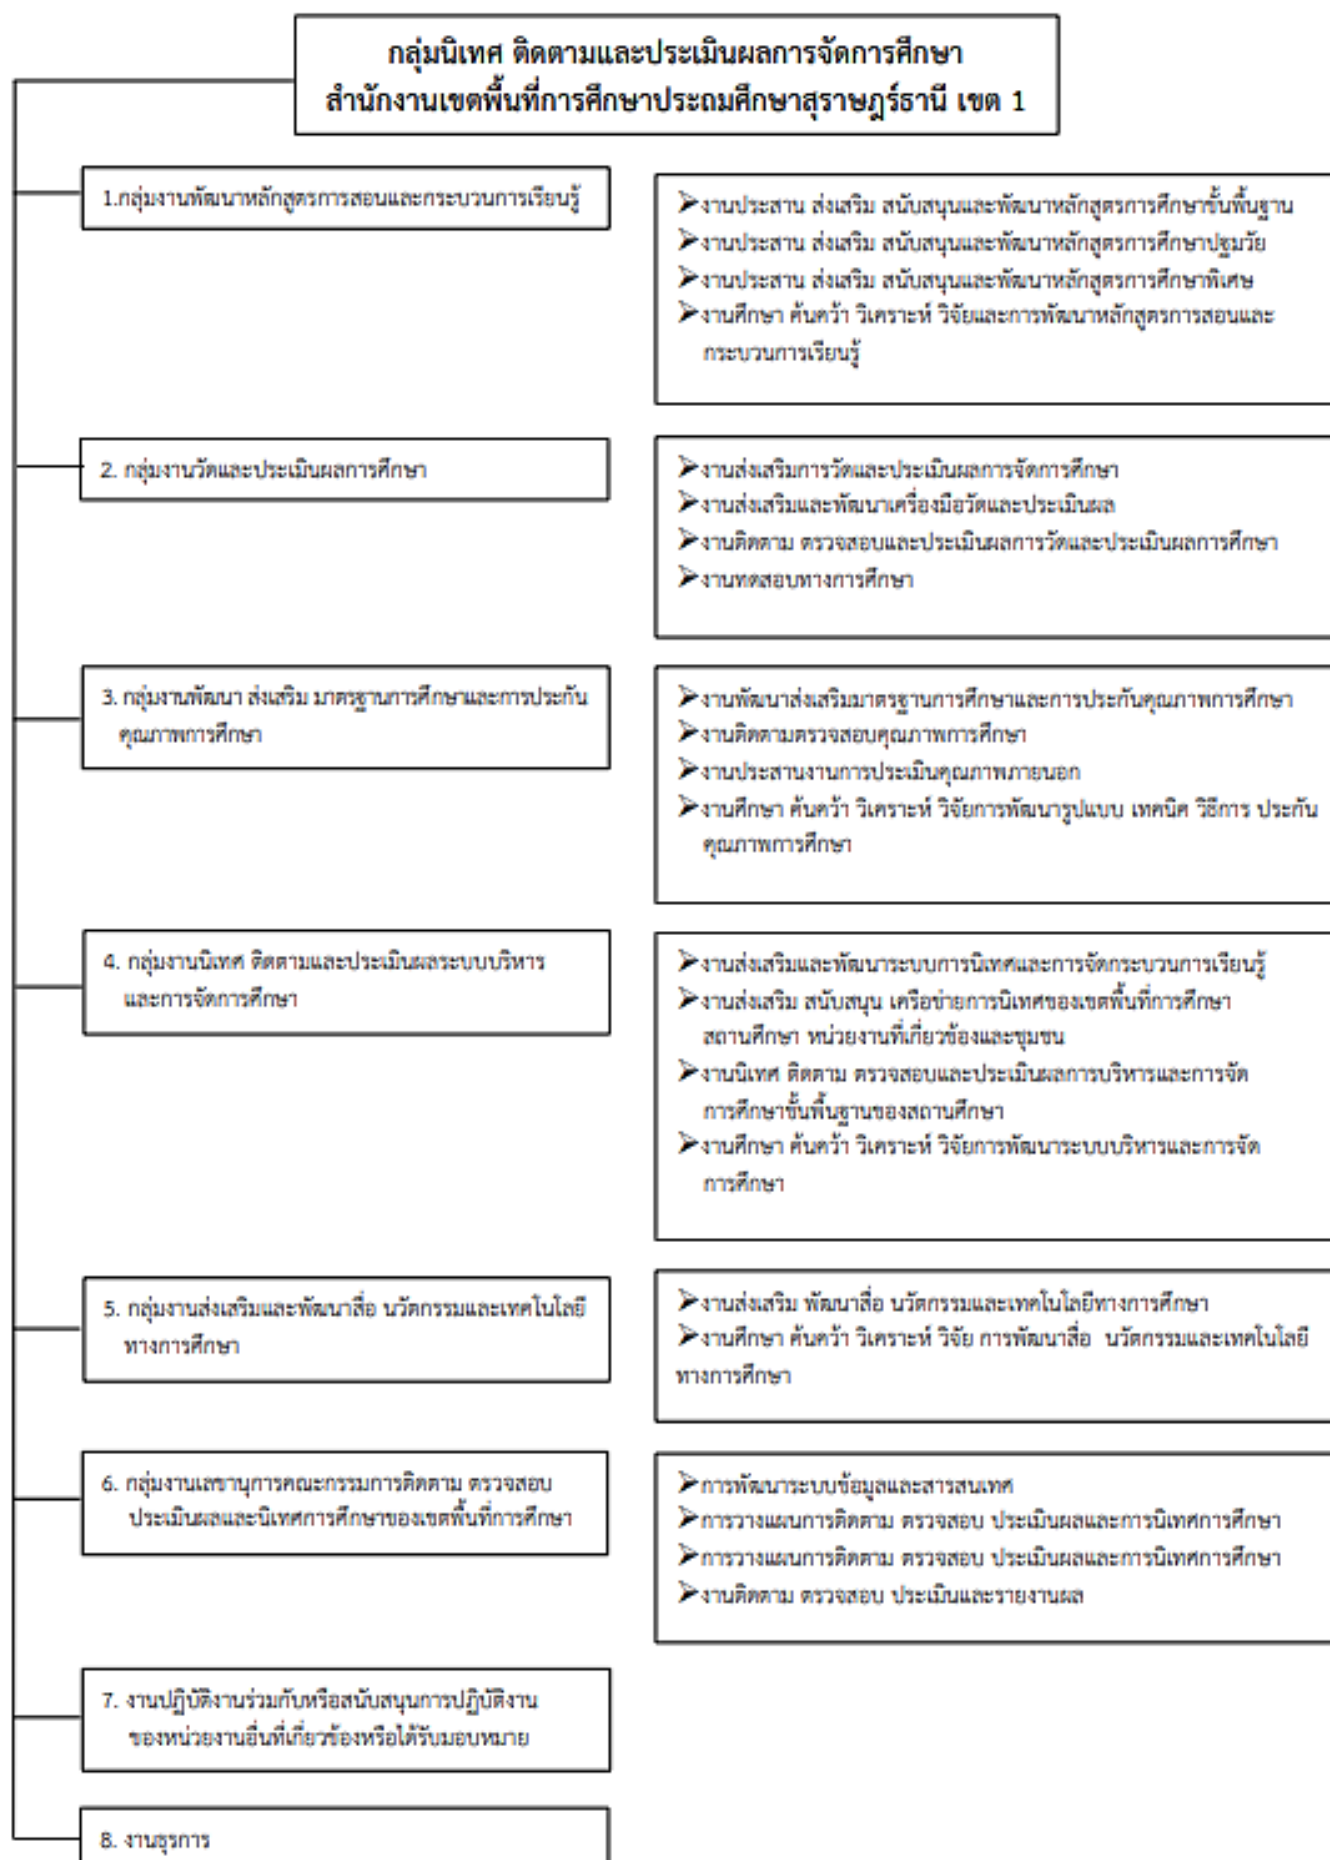 กลุ่มนิเทศ ติดตามและประเมินผลการจัดการศึกษา
สำนักงานเขตพื้นที่การศึกษาประถมศึกษาสุราษฎร์ธานี เขต 1
1.กลุ่มงานพัฒนาหลักสูตรการสอนและกระบวนการเรียนรู้
➢งานประสาน ส่งเสริม สนับสนุนและพัฒนาหลักสูตรการศึกษาขั้นพื้นฐาน
➢งานประสาน ส่งเสริม สนับสนุนและพัฒนาหลักสูตรการศึกษาปฐมวัย
➢งานประสาน ส่งเสริม สนับสนุนและพัฒนาหลักสูตรการศึกษาพิเศษ
➢งานศึกษา ค้นคว้า วิเคราะห์ วิจัยและการพัฒนาหลักสูตรการสอนและ
กระบวนการเรียนรู้
2. กลุ่มงานวัดและประเมินผลการศึกษา
➢งานส่งเสริมการวัดและประเมินผลการจัดการศึกษา
➢งานส่งเสริมและพัฒนาเครื่องมือวัดและประเมินผล
➢งานติดตาม ตรวจสอบและประเมินผลการวัดและประเมินผลการศึกษา
➢งานทดสอบทางการศึกษา
3. กลุ่มงานพัฒนา ส่งเสริม มาตรฐานการศึกษาและการประกัน
คุณภาพการศึกษา
➢งานพัฒนาส่งเสริมมาตรฐานการศึกษาและการประกันคุณภาพการศึกษา
➢งานติดตามตรวจสอบคุณภาพการศึกษา
➢งานประสานงานการประเมินคุณภาพภายนอก
➢งานศึกษา ค้นคว้า วิเคราะห์ วิจัยการพัฒนารูปแบบ เทคนิค วิธีการ ประกัน
คุณภาพการศึกษา
4. กลุ่มงานนิเทศ ติดตามและประเมินผลระบบบริหาร
และการจัดการศึกษา
➢งานส่งเสริมและพัฒนาระบบการนิเทศและการจัดกระบวนการเรียนรู้
➢งานส่งเสริม สนับสนุน เครือข่ายการนิเทศของเขตพื้นที่การศึกษา
สถานศึกษา หน่วยงานที่เกี่ยวข้องและชุมชน
➢งานนิเทศ ติดตาม ตรวจสอบและประเมินผลการบริหารและการจัด
การศึกษาขั้นพื้นฐานของสถานศึกษา
➢งานศึกษา ค้นคว้า วิเคราะห์ วิจัยการพัฒนาระบบบริหารและการจัด
การศึกษา
5. กลุ่มงานส่งเสริมและพัฒนาสื่อ นวัตกรรมและเทคโนโลยี
ทางการศึกษา
➢งานส่งเสริม พัฒนาสื่อ นวัตกรรมและเทคโนโลยีทางการศึกษา
➢งานศึกษา ค้นคว้า วิเคราะห์ วิจัย การพัฒนาสื่อ นวัตกรรมและเทคโนโลยี
ทางการศึกษา
6. กลุ่มงานเลขานุการคณะกรรมการติดตาม ตรวจสอบ
ประเมินผลและนิเทศการศึกษาของเขตพื้นที่การศึกษา
➢การพัฒนาระบบข้อมูลและสารสนเทศ
➢การวางแผนการติดตาม ตรวจสอบ ประเมินผลและการนิเทศการศึกษา
➢การวางแผนการติดตาม ตรวจสอบ ประเมินผลและการนิเทศการศึกษา
➢งานติดตาม ตรวจสอบ ประเมินและรายงานผล
7. งานปฏิบัติงานร่วมกับหรือสนับสนุนการปฏิบัติงาน
ของหน่วยงานอื่นที่เกี่ยวข้องหรือได้รับมอบหมาย
8. งานธุรการ